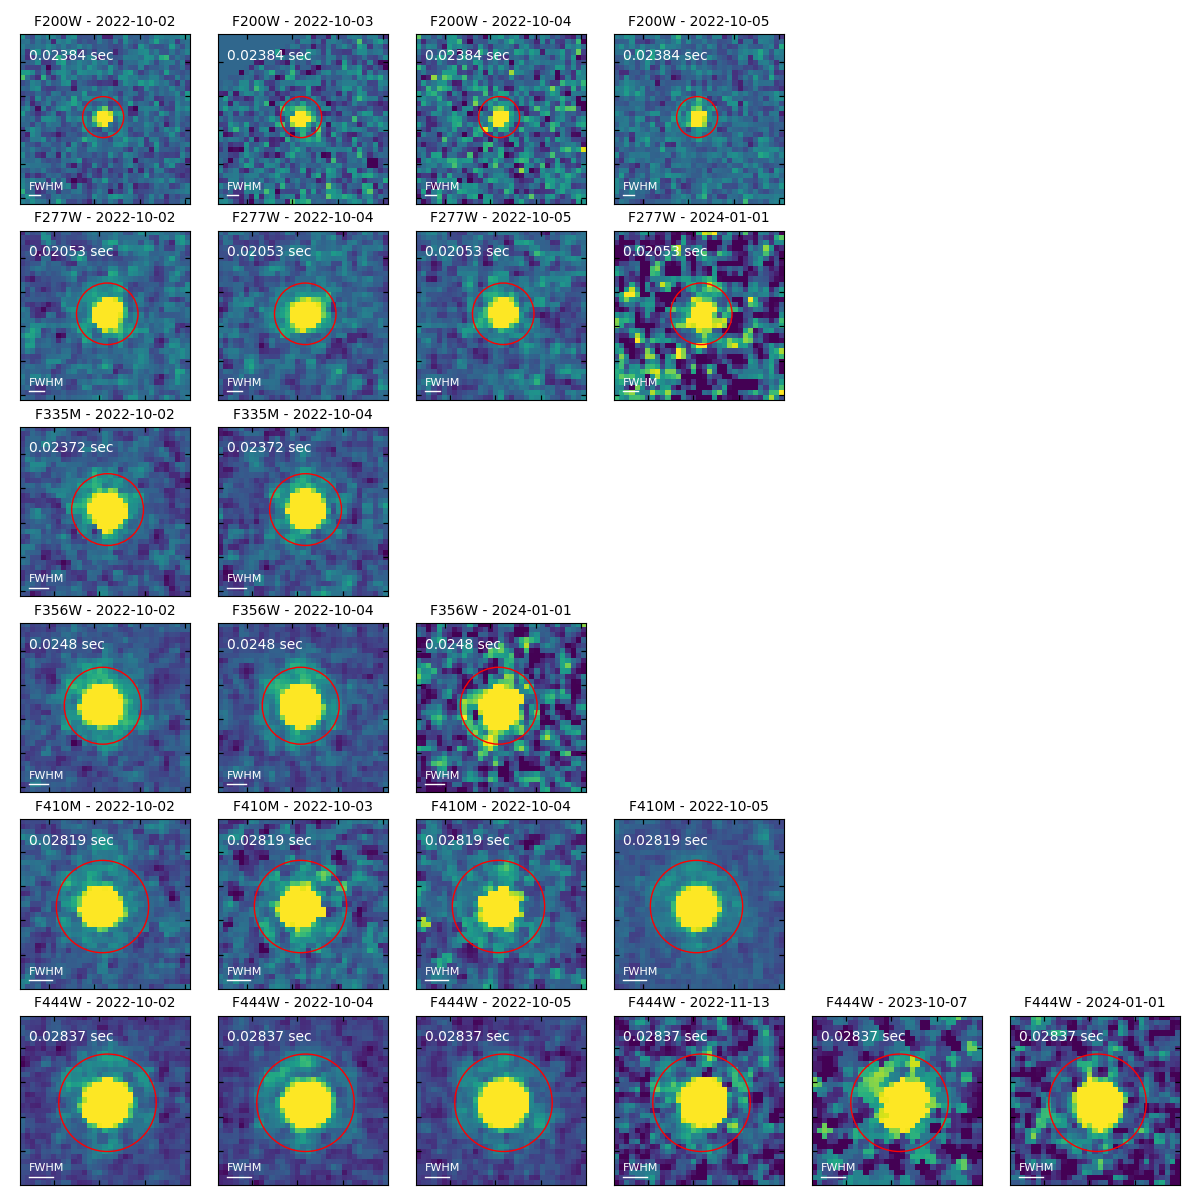 F200W - 2022-10-02
F200W - 2022-10-03
F200W - 2022-10-04
F200W - 2022-10-05
0.02384 sec
0.02384 sec
0.02384 sec
0.02384 sec
FWHM
FWHM
FWHM
FWHM
F277W - 2022-10-02
F277W - 2022-10-04
F277W - 2022-10-05
F277W - 2024-01-01
0.02053 sec
0.02053 sec
0.02053 sec
0.02053 sec
FWHM
FWHM
FWHM
FWHM
F335M - 2022-10-02
F335M - 2022-10-04
0.02372 sec
0.02372 sec
FWHM
FWHM
F356W - 2022-10-02
F356W - 2022-10-04
F356W - 2024-01-01
0.0248 sec
0.0248 sec
0.0248 sec
FWHM
FWHM
FWHM
F410M - 2022-10-02
F410M - 2022-10-03
F410M - 2022-10-04
F410M - 2022-10-05
0.02819 sec
0.02819 sec
0.02819 sec
0.02819 sec
FWHM
FWHM
FWHM
FWHM
F444W - 2022-10-02
F444W - 2022-10-04
F444W - 2022-10-05
F444W - 2022-11-13
F444W - 2023-10-07
F444W - 2024-01-01
0.02837 sec
0.02837 sec
0.02837 sec
0.02837 sec
0.02837 sec
0.02837 sec
FWHM
FWHM
FWHM
FWHM
FWHM
FWHM